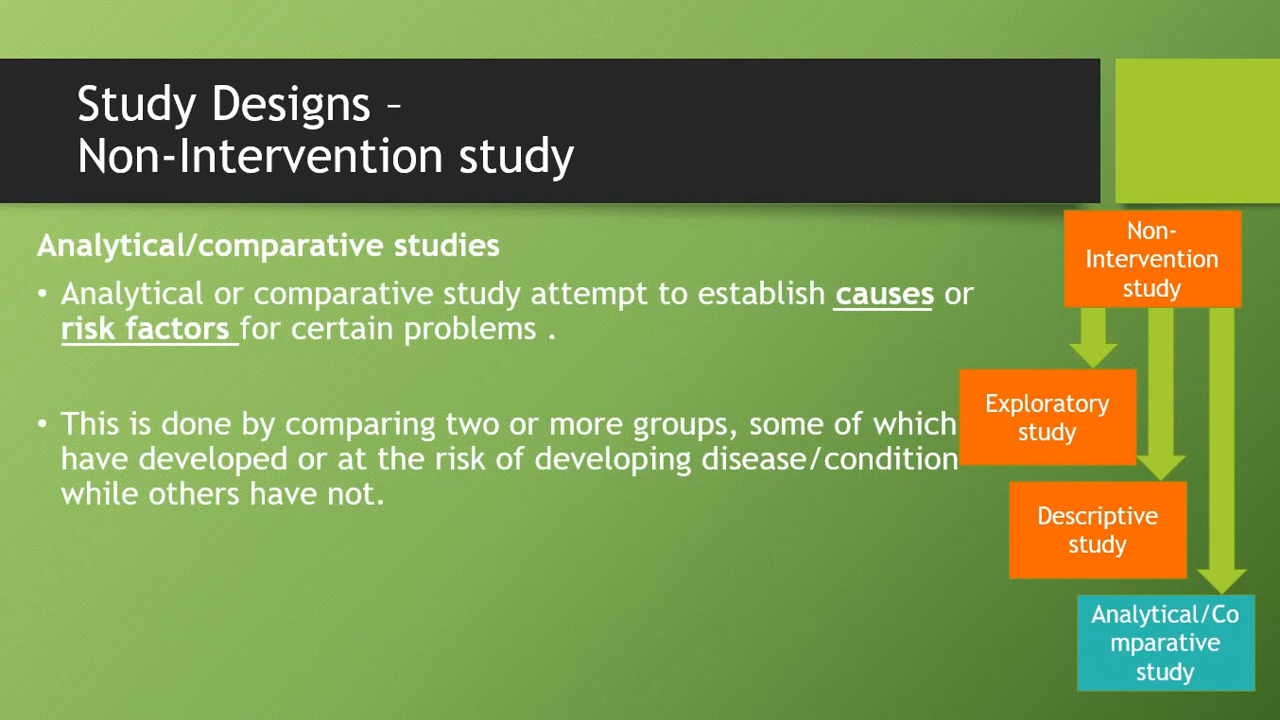 Study Designs –
Non-Intervention study
Analytical/comparative studies
• Analytical or comparative study attempt to establish causes or
risk factors for certain problems .
• This is done by comparing two or more groups, some of which
have developed or at the risk of developing disease/condition
while others have not.
Non-
Intervention
study
Exploratory
study
Descriptive
study
Analytical/Co
mparative
study